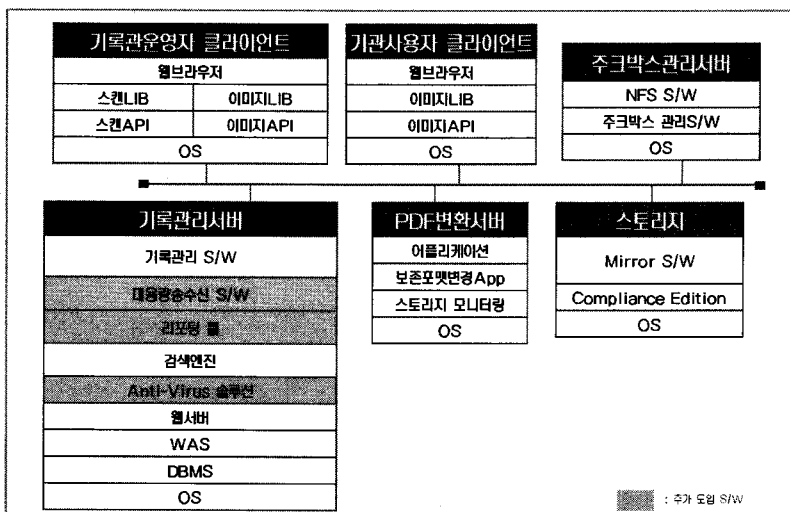 기록관운영자 클라이언트
웹브라우저
스캔LIB 이미지LIB
스캔API 이미지API
OS
기관사용자 클라이언트
웹브라우저
이미지LIB
이미지API
OS
주크박스관리서버
NFS S/W
주크박스 관리S/W
OS
기록관리서버
기록관리 S/W
대용량송수신 S/W
리포팅 툴
검색엔진
Anti-Virus 솔루션
웹서버
WAS
DBMS
OS
PDF변환서버
어플리케이션
보존포맷변경App
스토리지 모니터링
OS
스토리지
Mirror S/W
Compliance Edition
OS
: 추가 도입 S/W